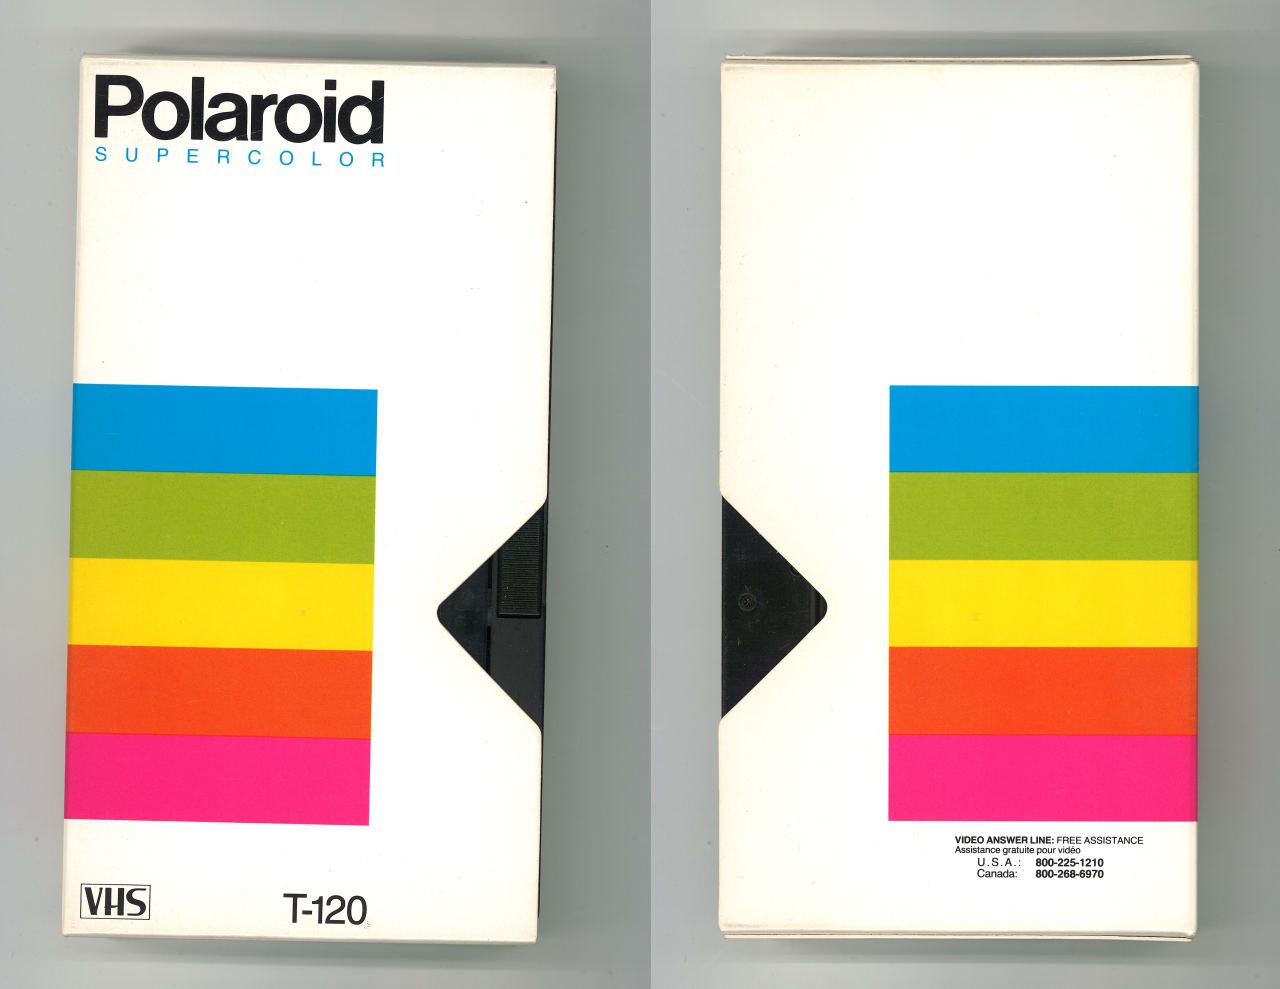 Polaroid
SUPERCOLOR
VHS
T-120
VIDEO ANSWER LINE: FREE ASSISTANCE
Assistance gratuite pour vidéo
U.S.A.: 800-225-1210
Canada: 800-268-6970